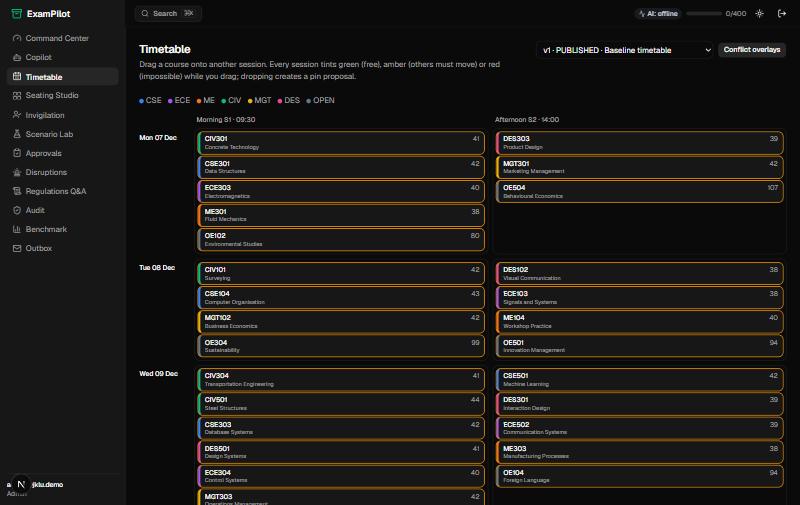 ExamPilot
Search ⌘K
AI: offline
0/400
Command Center
Copilot
Timetable
Seating Studio
Invigilation
Scenario Lab
Approvals
Disruptions
Regulations Q&A
Audit
Benchmark
Outbox
jklu.demo
Timetable
Drag a course onto another session. Every session tints green (free), amber (others must move) or red
(impossible) while you drag; dropping creates a pin proposal.
v1 · PUBLISHED · Baseline timetable
Conflict overlays
CSE ECE ME CIV MGT DES OPEN
Morning S1 · 09:30
Afternoon S2 · 14:00
Mon 07 Dec
CIV301 41
Concrete Technology
CSE301 42
Data Structures
ECE303 40
Electromagnetics
ME301 38
Fluid Mechanics
OE102 80
Environmental Studies
DES303 39
Product Design
MGT301 42
Marketing Management
OE504 107
Behavioural Economics
Tue 08 Dec
CIV101 42
Surveying
CSE104 43
Computer Organisation
MGT102 42
Business Economics
OE304 99
Sustainability
DES102 38
Visual Communication
ECE103 38
Signals and Systems
ME104 40
Workshop Practice
OE501 94
Innovation Management
Wed 09 Dec
CIV304 41
Transportation Engineering
CIV501 44
Steel Structures
CSE303 42
Database Systems
DES501 41
Design Systems
ECE304 40
Control Systems
MGT303 42
Operations Management
CSE501 42
Machine Learning
DES301 39
Interaction Design
ECE502 39
Communication Systems
ME303 38
Manufacturing Processes
OE104 94
Foreign Language